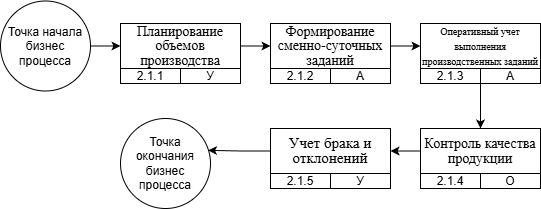 Точка начала
бизнес
процесса
Планирование
объемов
производства
2.1.1 У
Формирование
сменно-суточных
заданий
2.1.2 А
Оперативный учет
выполнения
производственных заданий
2.1.3 А
Точка
окончания
бизнес
процесса
Учет брака и
отклонений
2.1.5 У
Контроль качества
продукции
2.1.4 О